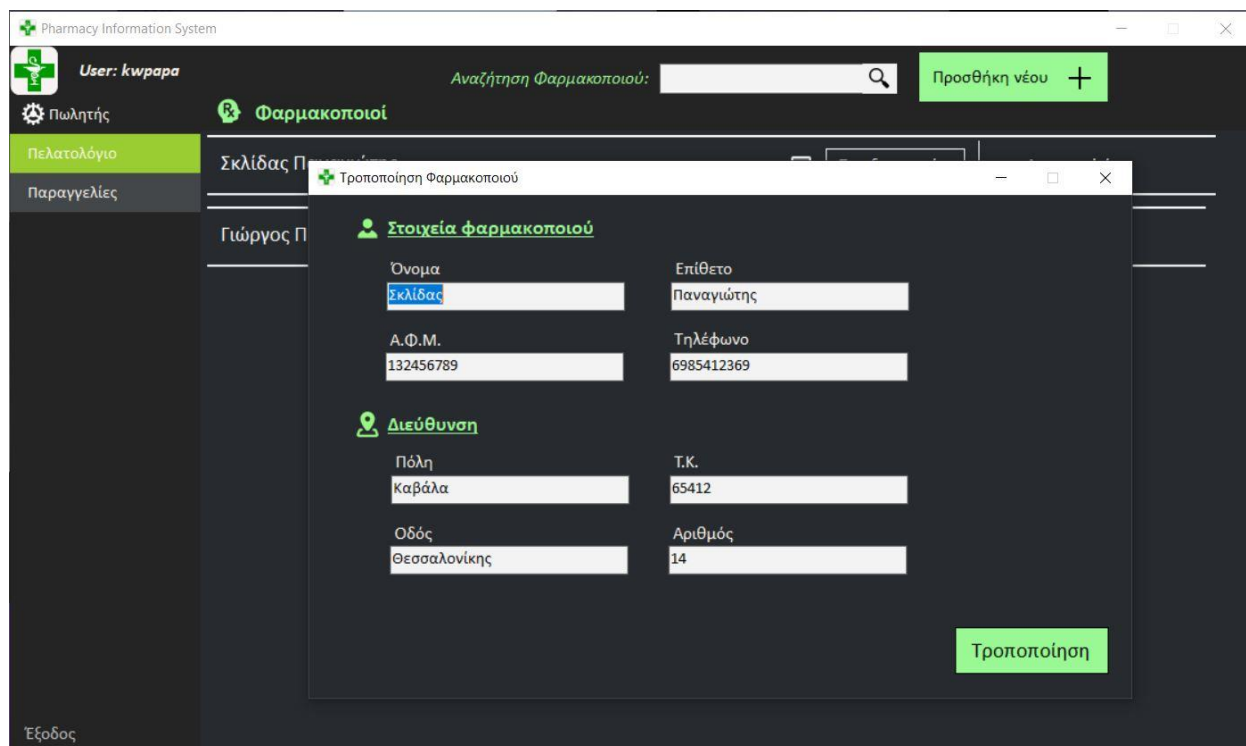 Pharmacy Information System
User: kwpapa
Αναζήτηση Φαρμακοποιού:
Προσθήκη νέου
Πωλητής
Φαρμακοποιοί
Πελατολόγιο
Παραγγελίες
Σκλίδας
Γιώργος Π
Τροποποίηση Φαρμακοποιού
Στοιχεία φαρμακοποιού
Όνομα Επίθετο
Σκλίδας Παναγιώτης
Α.Φ.Μ. Τηλέφωνο
132456789 6985412369
Διεύθυνση
Πόλη Τ.Κ.
Καβάλα 65412
Οδός Αριθμός
Θεσσαλονίκης 14
Τροποποίηση
Έξοδος